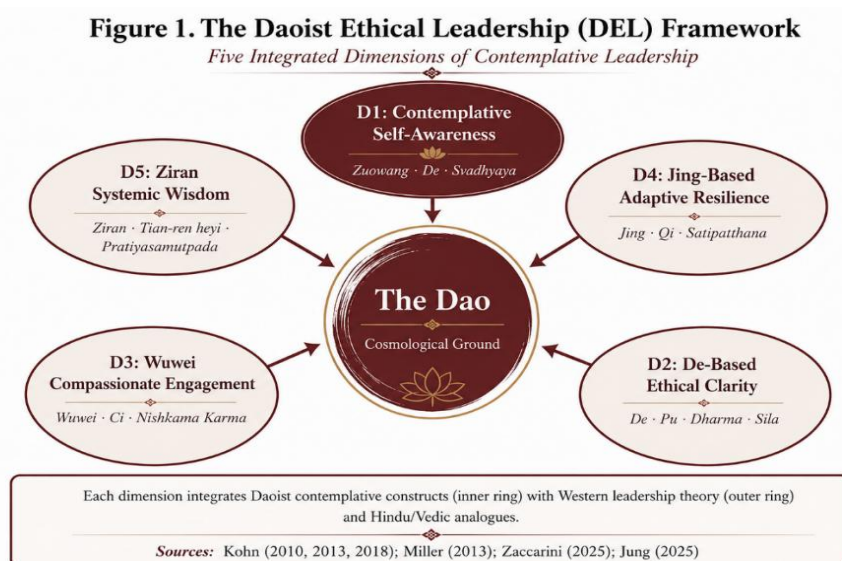 Figure 1. The Daoist Ethical Leadership (DEL) Framework
Five Integrated Dimensions of Contemplative Leadership
D1: Contemplative
Self-Awareness
Zuowang · De · Svadhyaya
D5: Ziran
Systemic Wisdom
Ziran · Tian-ren heyi ·
Pratiyasamutpada
D4: Jing-Based
Adaptive Resilience
Jing · Qi · Satipatthana
The Dao
Cosmological Ground
D3: Wuwei
Compassionate Engagement
Wuwei · Ci · Nishkama Karma
D2: De-Based
Ethical Clarity
De · Pu · Dharma · Sila
Each dimension integrates Daoist contemplative constructs (inner ring) with Western leadership theory (outer ring)
and Hindu/Vedic analogues.
Sources: Kohn (2010, 2013, 2018); Miller (2013); Zaccarini (2025); Jung (2025)